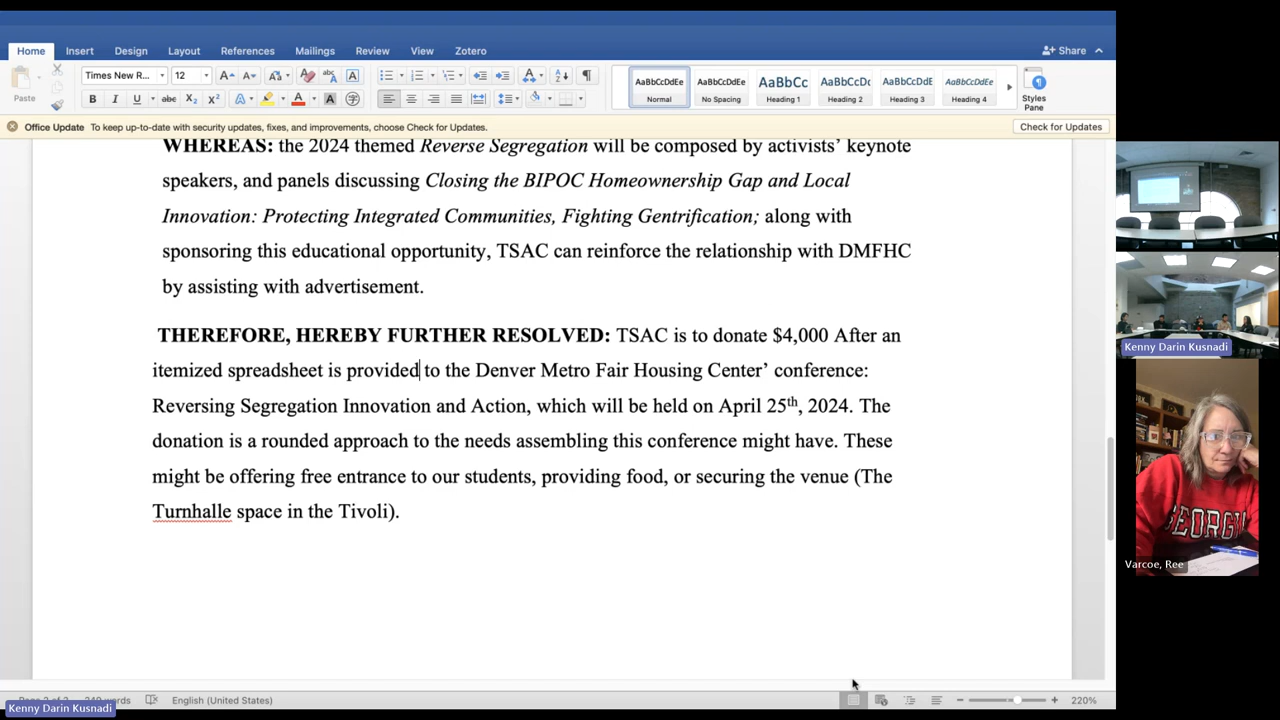 Home Insert Design Layout References Mailings Review View Zotero Share
Times New R... 12
Paste
AaBbCcDdEe AaBbCcDdEe AaBbCc AaBbCcDdE AaBbCcDdEe
Normal No Spacing Heading 1 Heading 2 Heading 3 Heading 4
Styles
Pane
Office Update To keep up-to-date with security updates, fixes, and improvements, choose Check for Updates. Check for Updates
WHEREAS: the 2024 themed Reverse Segregation will be composed by activists’ keynote
speakers, and panels discussing Closing the BIPOC Homeownership Gap and Local
Innovation: Protecting Integrated Communities, Fighting Gentrification; along with
sponsoring this educational opportunity, TSAC can reinforce the relationship with DMFHC
by assisting with advertisement.
THEREFORE, HEREBY FURTHER RESOLVED: TSAC is to donate $4,000 After an
itemized spreadsheet is provided to the Denver Metro Fair Housing Center’ conference:
Reversing Segregation Innovation and Action, which will be held on April 25th, 2024. The
donation is a rounded approach to the needs assembling this conference might have. These
might be offering free entrance to our students, providing food, or securing the venue (The
Turnhalle space in the Tivoli).
English (United States) 220%
Kenny Darin Kusnadi
Kenny Darin Kusnadi
GEORGIA
Varcoe, Ree